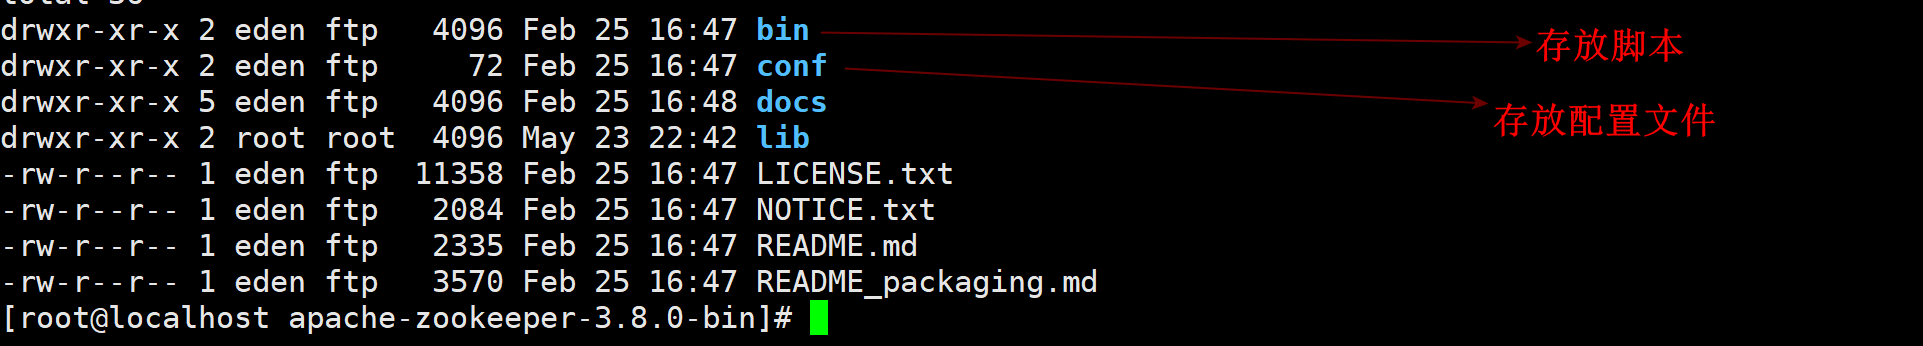 drwxr-xr-x 2 eden ftp   4096 Feb 25 16:47 bin 存放脚本
drwxr-xr-x 2 eden ftp     72 Feb 25 16:47 conf
drwxr-xr-x 5 eden ftp   4096 Feb 25 16:48 docs 存放配置文件
drwxr-xr-x 2 root root  4096 May 23 22:42 lib
-rw-r--r-- 1 eden ftp  11358 Feb 25 16:47 LICENSE.txt
-rw-r--r-- 1 eden ftp   2084 Feb 25 16:47 NOTICE.txt
-rw-r--r-- 1 eden ftp   2335 Feb 25 16:47 README.md
-rw-r--r-- 1 eden ftp   3570 Feb 25 16:47 README_packaging.md
[root@localhost apache-zookeeper-3.8.0-bin]#